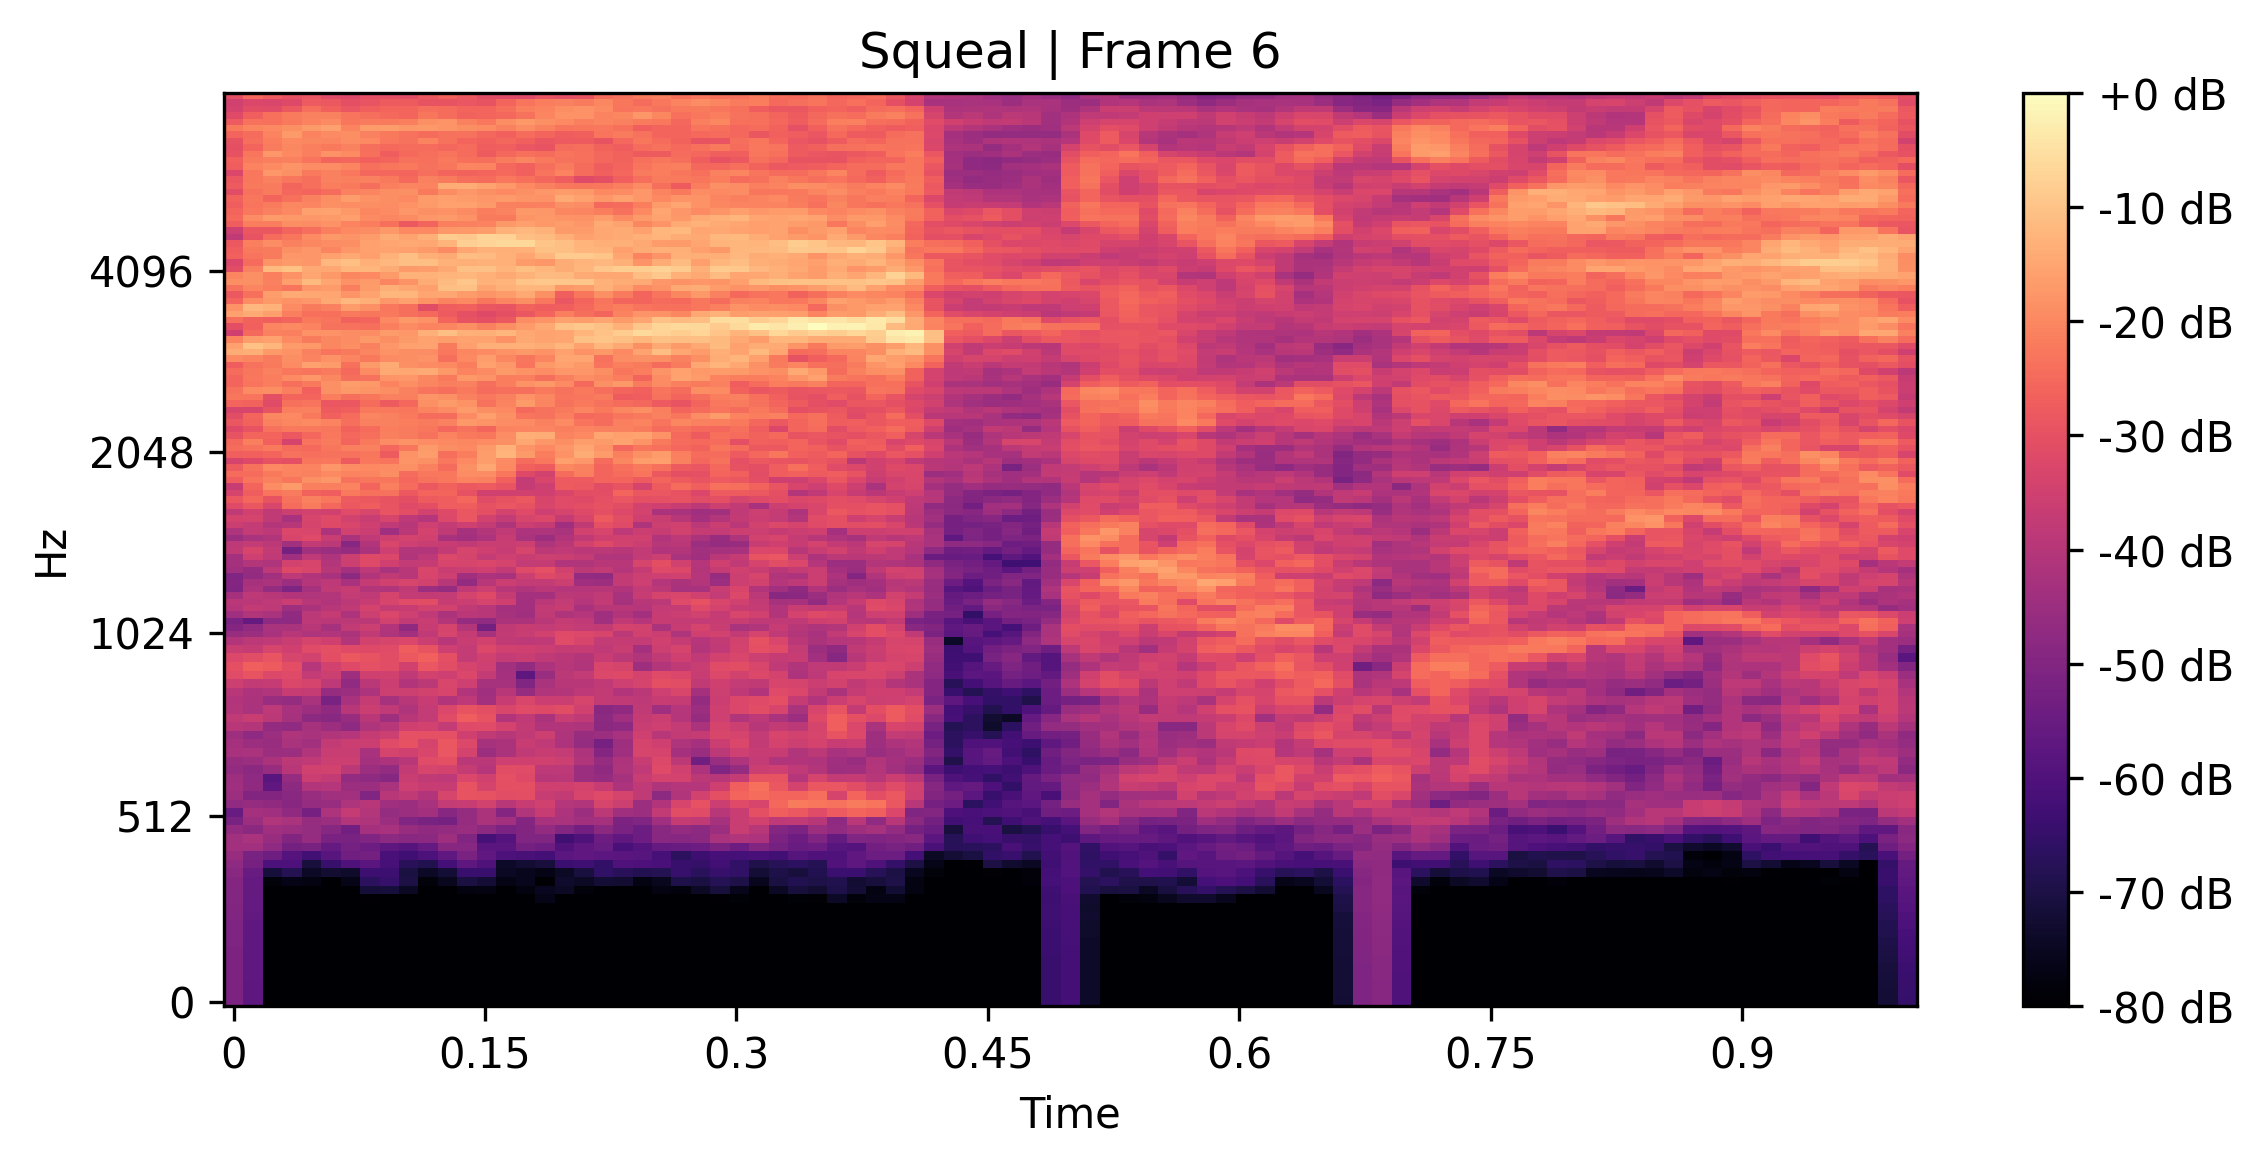 Squeal | Frame 6
+0 dB
-10 dB
-20 dB
-30 dB
-40 dB
-50 dB
-60 dB
-70 dB
-80 dB
Hz
4096
2048
1024
512
0
0 0.15 0.3 0.45 0.6 0.75 0.9
Time